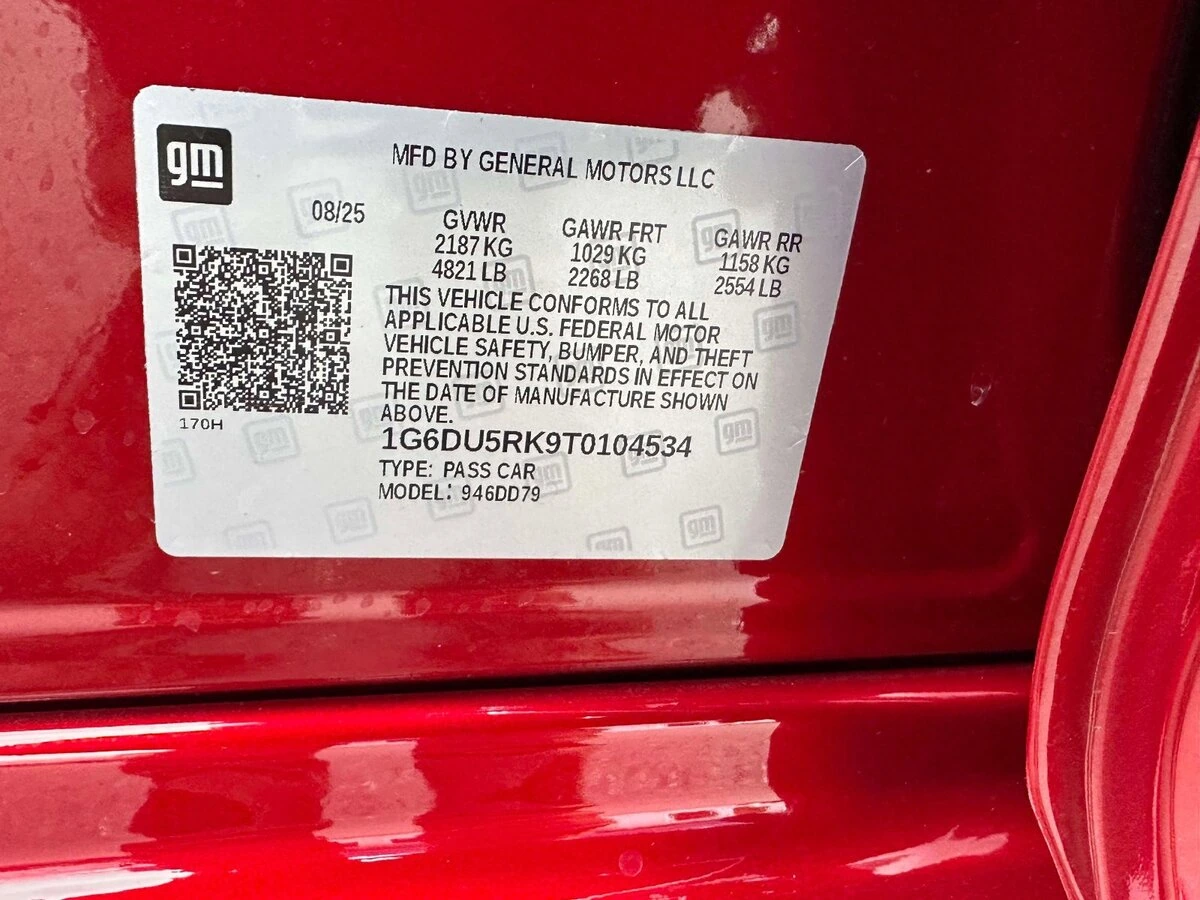 gm
MFD BY GENERAL MOTORS LLC
08/25
GVWR
2187 KG
4821 LB
GAWR FRT
1029 KG
2268 LB
GAWR RR
1158 KG
2554 LB
THIS VEHICLE CONFORMS TO ALL
APPLICABLE U.S. FEDERAL MOTOR
VEHICLE SAFETY, BUMPER, AND THEFT
PREVENTION STANDARDS IN EFFECT ON
THE DATE OF MANUFACTURE SHOWN
ABOVE.
170H
1G6DU5RK9T0104534
TYPE: PASS CAR
MODEL: 946DD79